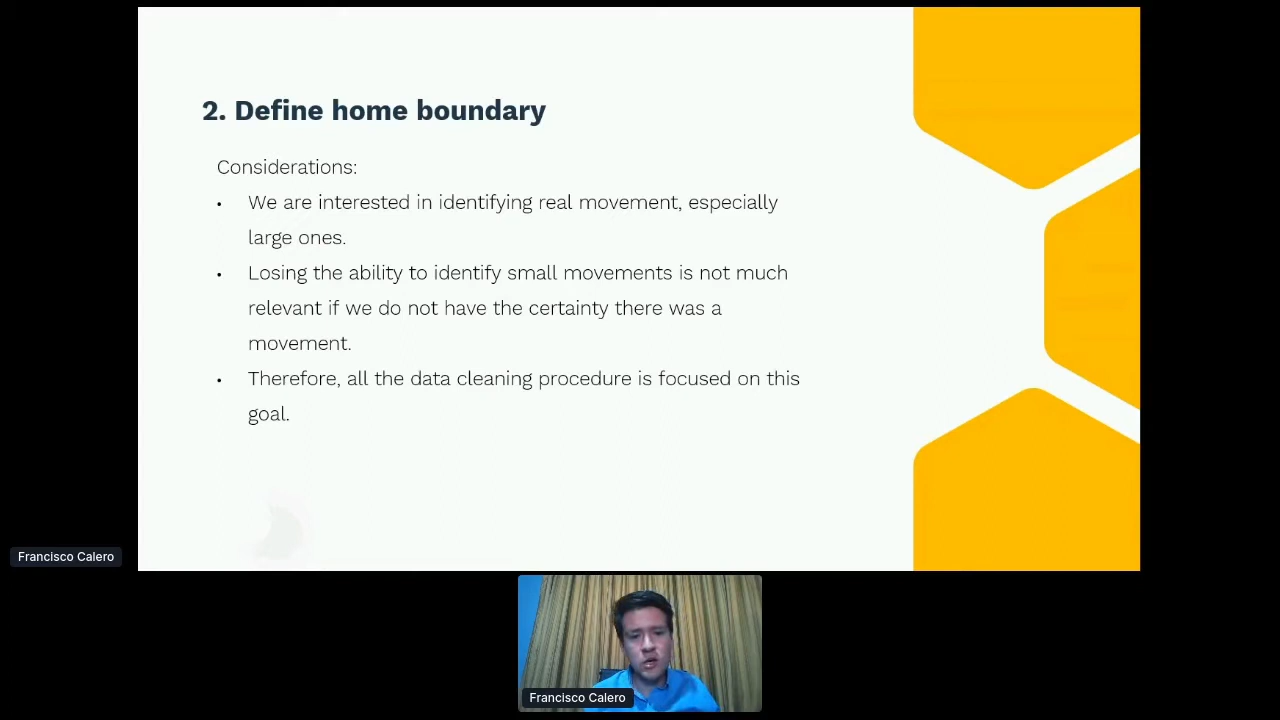 2. Define home boundary
Considerations:
• We are interested in identifying real movement, especially
large ones.
• Losing the ability to identify small movements is not much
relevant if we do not have the certainty there was a
movement.
• Therefore, all the data cleaning procedure is focused on this
goal.
Francisco Calero
Francisco Calero